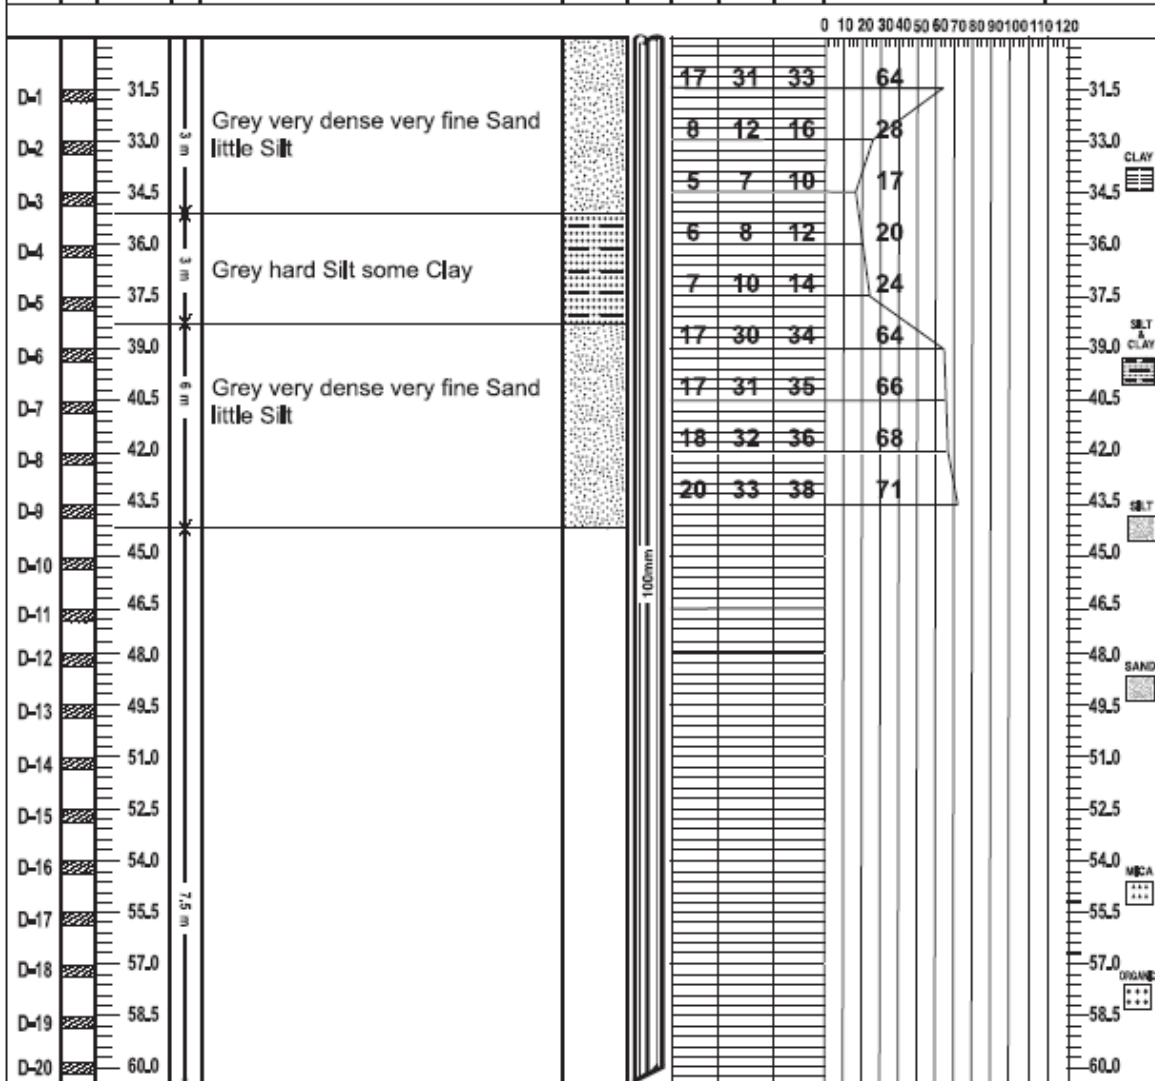 0 10 20 30 40 50 60 70 80 90 100 110 120
D-1 31.5 17 31 33 64 31.5
Grey very dense very fine Sand
little Silt
3 m
D-2 33.0 8 12 16 28 33.0
CLAY
D-3 34.5 5 7 10 17 34.5
D-4 36.0 6 8 12 20 36.0
3 m
Grey hard Silt some Clay
D-5 37.5 7 10 14 24 37.5
SILT
&
CLAY
D-6 39.0 17 30 34 64 39.0
6 m
Grey very dense very fine Sand
little Silt
D-7 40.5 17 31 35 66 40.5
D-8 42.0 18 32 36 68 42.0
D-9 43.5 20 33 38 71 43.5
SILT
D-10 45.0 45.0
100mm
D-11 46.5 46.5
D-12 48.0 48.0
SAND
D-13 49.5 49.5
D-14 51.0 51.0
D-15 52.5 52.5
D-16 54.0 54.0
MICA
D-17 55.5 55.5
7.5 m
D-18 57.0 57.0
ORGANIC
D-19 58.5 58.5
D-20 60.0 60.0